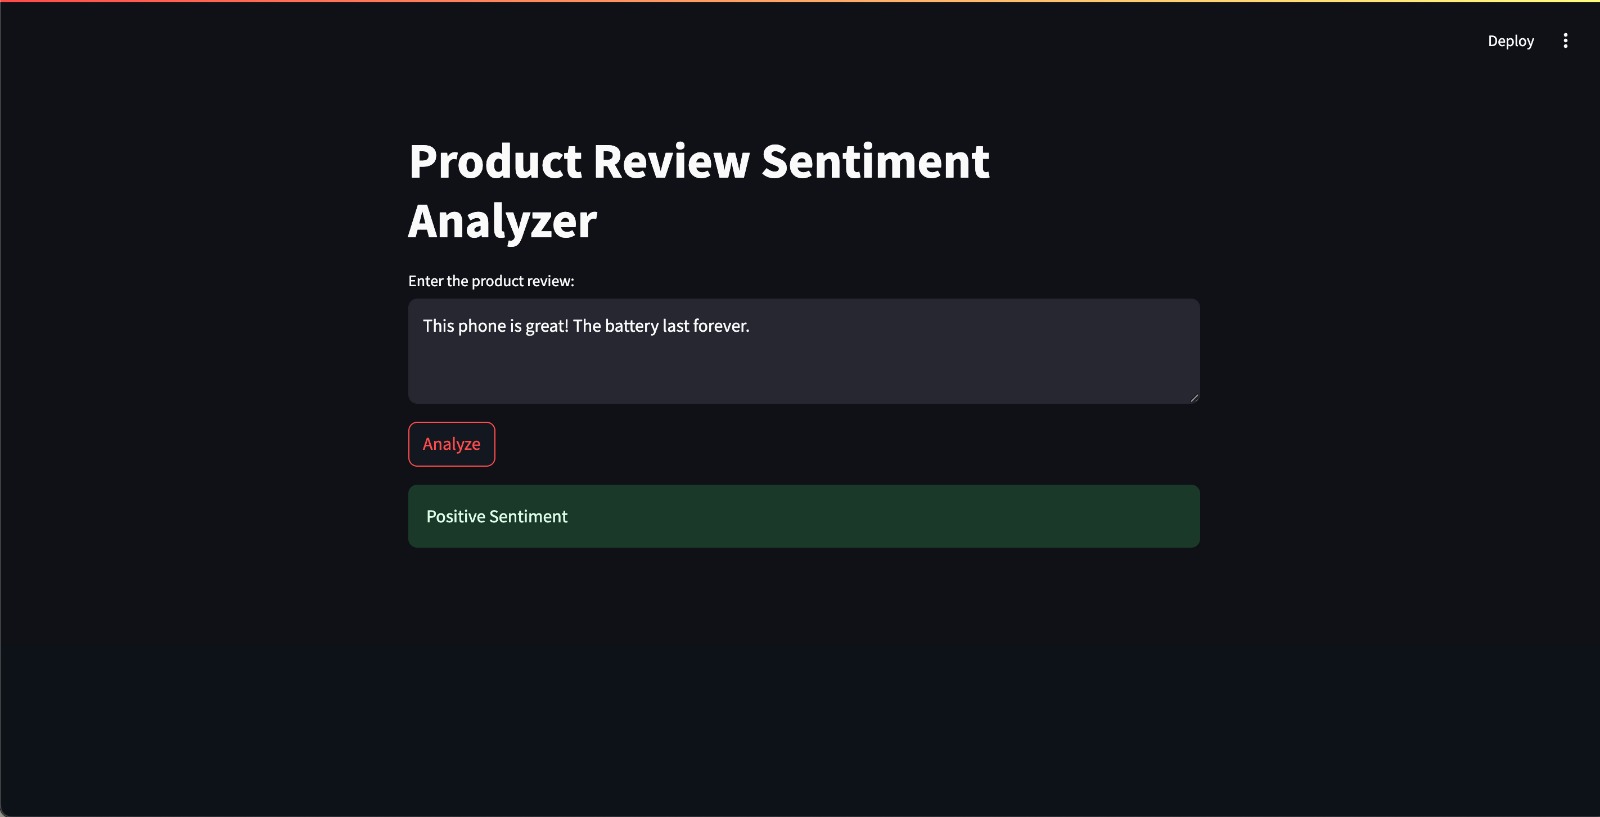 Deploy
Product Review Sentiment
Analyzer
Enter the product review:
This phone is great! The battery last forever.
Analyze
Positive Sentiment